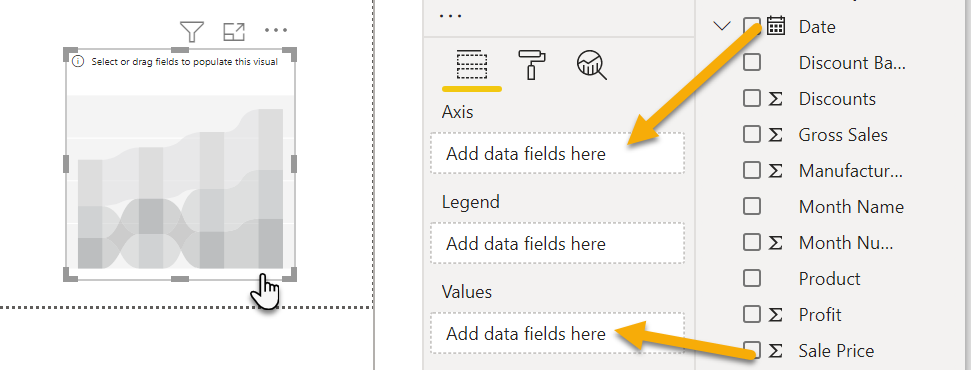 Select or drag fields to populate this visual
Axis
Add data fields here
Legend
Add data fields here
Values
Add data fields here
Date
Discount Ba...
Discounts
Gross Sales
Manufactur...
Month Name
Month Nu...
Product
Profit
Sale Price